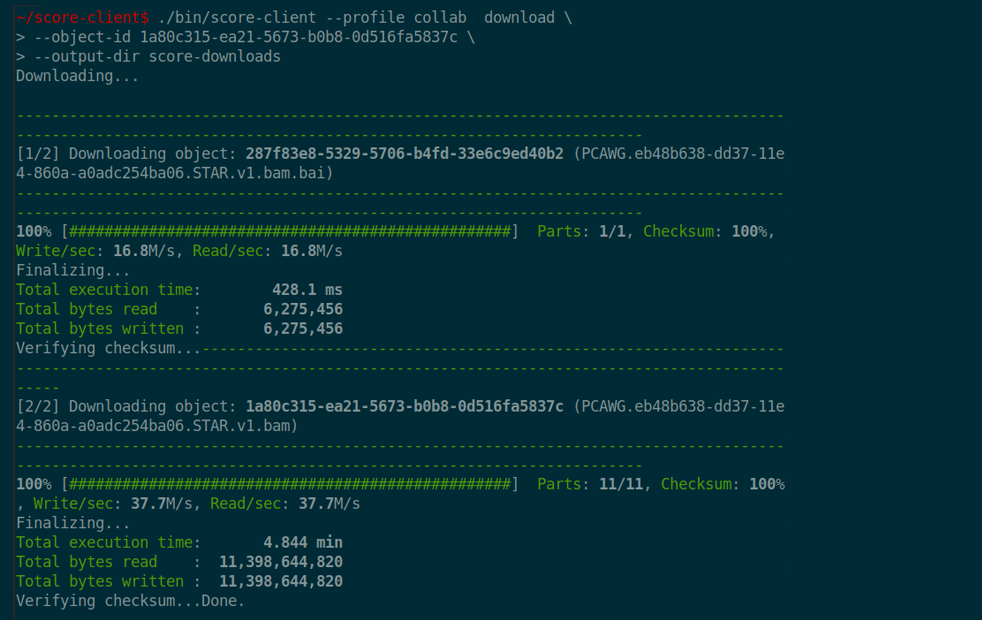 ~/score-client$ ./bin/score-client --profile collab  download \
> --object-id 1a80c315-ea21-5673-b0b8-0d516fa5837c \
> --output-dir score-downloads
Downloading...
---------------------------------------------------------------------------------------
-----------------------------------------------------------------------
[1/2] Downloading object: 287f83e8-5329-5706-b4fd-33e6c9ed40b2 (PCAWG.eb48b638-dd37-11e
4-860a-a0adc254ba06.STAR.v1.bam.bai)
---------------------------------------------------------------------------------------
-----------------------------------------------------------------------
100% [##################################################]  Parts: 1/1, Checksum: 100%,
Write/sec: 16.8M/s, Read/sec: 16.8M/s
Finalizing...
Total execution time:        428.1 ms
Total bytes read    :       6,275,456
Total bytes written :       6,275,456
Verifying checksum...------------------------------------------------------------------
---------------------------------------------------------------------------------------
-----
[2/2] Downloading object: 1a80c315-ea21-5673-b0b8-0d516fa5837c (PCAWG.eb48b638-dd37-11e
4-860a-a0adc254ba06.STAR.v1.bam)
---------------------------------------------------------------------------------------
-----------------------------------------------------------------------
100% [##################################################]  Parts: 11/11, Checksum: 100%
, Write/sec: 37.7M/s, Read/sec: 37.7M/s
Finalizing...
Total execution time:       4.844 min
Total bytes read    :  11,398,644,820
Total bytes written :  11,398,644,820
Verifying checksum...Done.